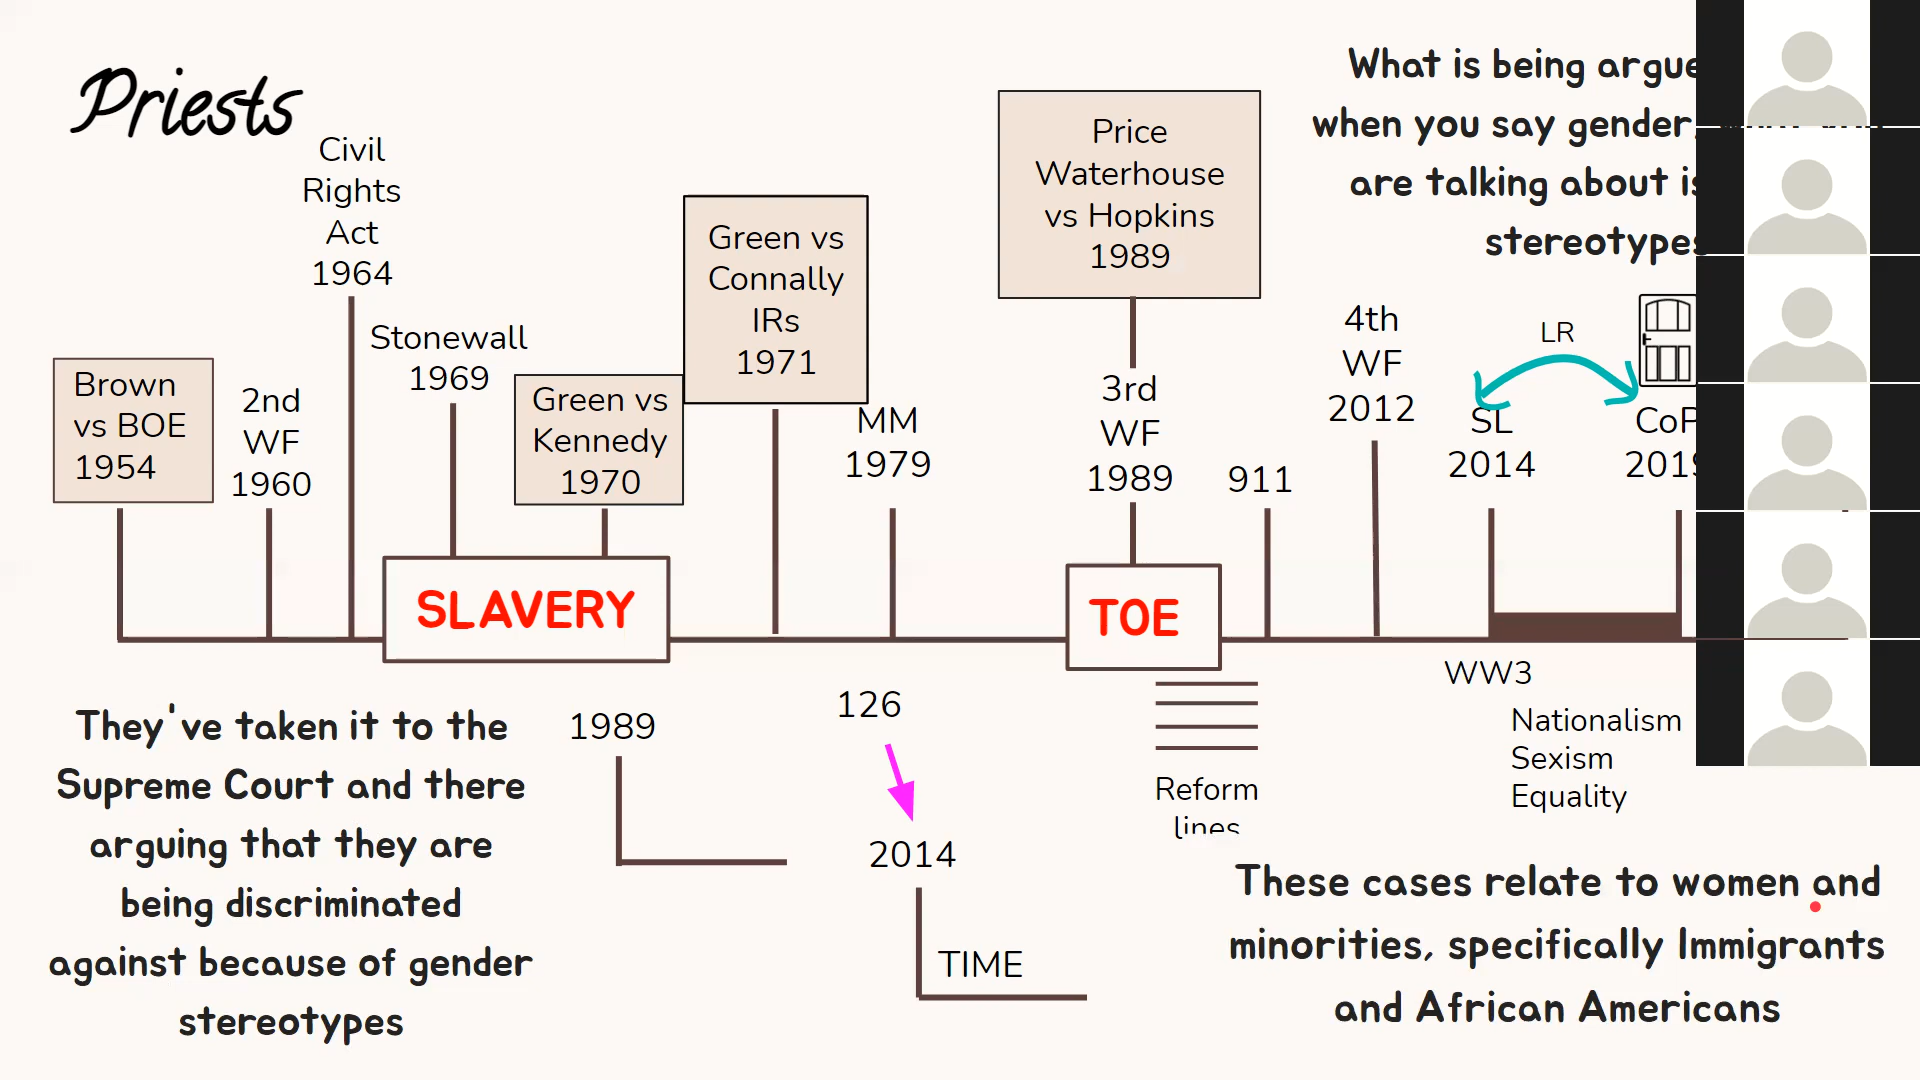 Priests
Civil
Rights
Act
1964
Brown
vs BOE
1954
2nd
WF
1960
Stonewall
1969
Green vs
Kennedy
1970
Green vs
Connally
IRs
1971
MM
1979
Price
Waterhouse
vs Hopkins
1989
3rd
WF
1989
911
4th
WF
2012
LR
SL
2014
CoP
201
What is being argue
when you say gender,
are talking about is
stereotypes
SLAVERY
TOE
They've taken it to the
Supreme Court and there
arguing that they are
being discriminated
against because of gender
stereotypes
1989
126
2014
TIME
Reform
lines
WW3
Nationalism
Sexism
Equality
These cases relate to women and
minorities, specifically Immigrants
and African Americans